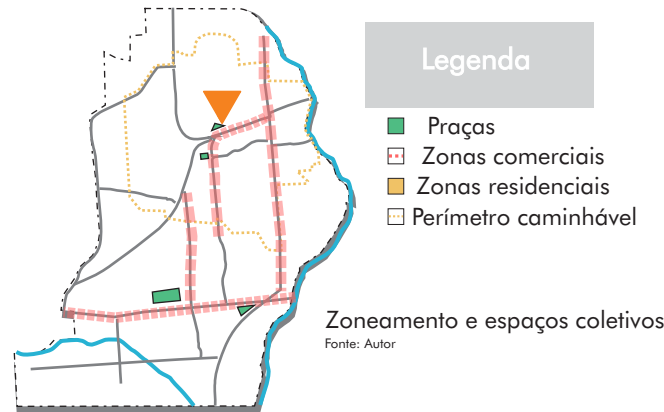 Legenda
Praças
Zonas comerciais
Zonas residenciais
Perímetro caminhável
Zoneamento e espaços coletivos
Fonte: Autor